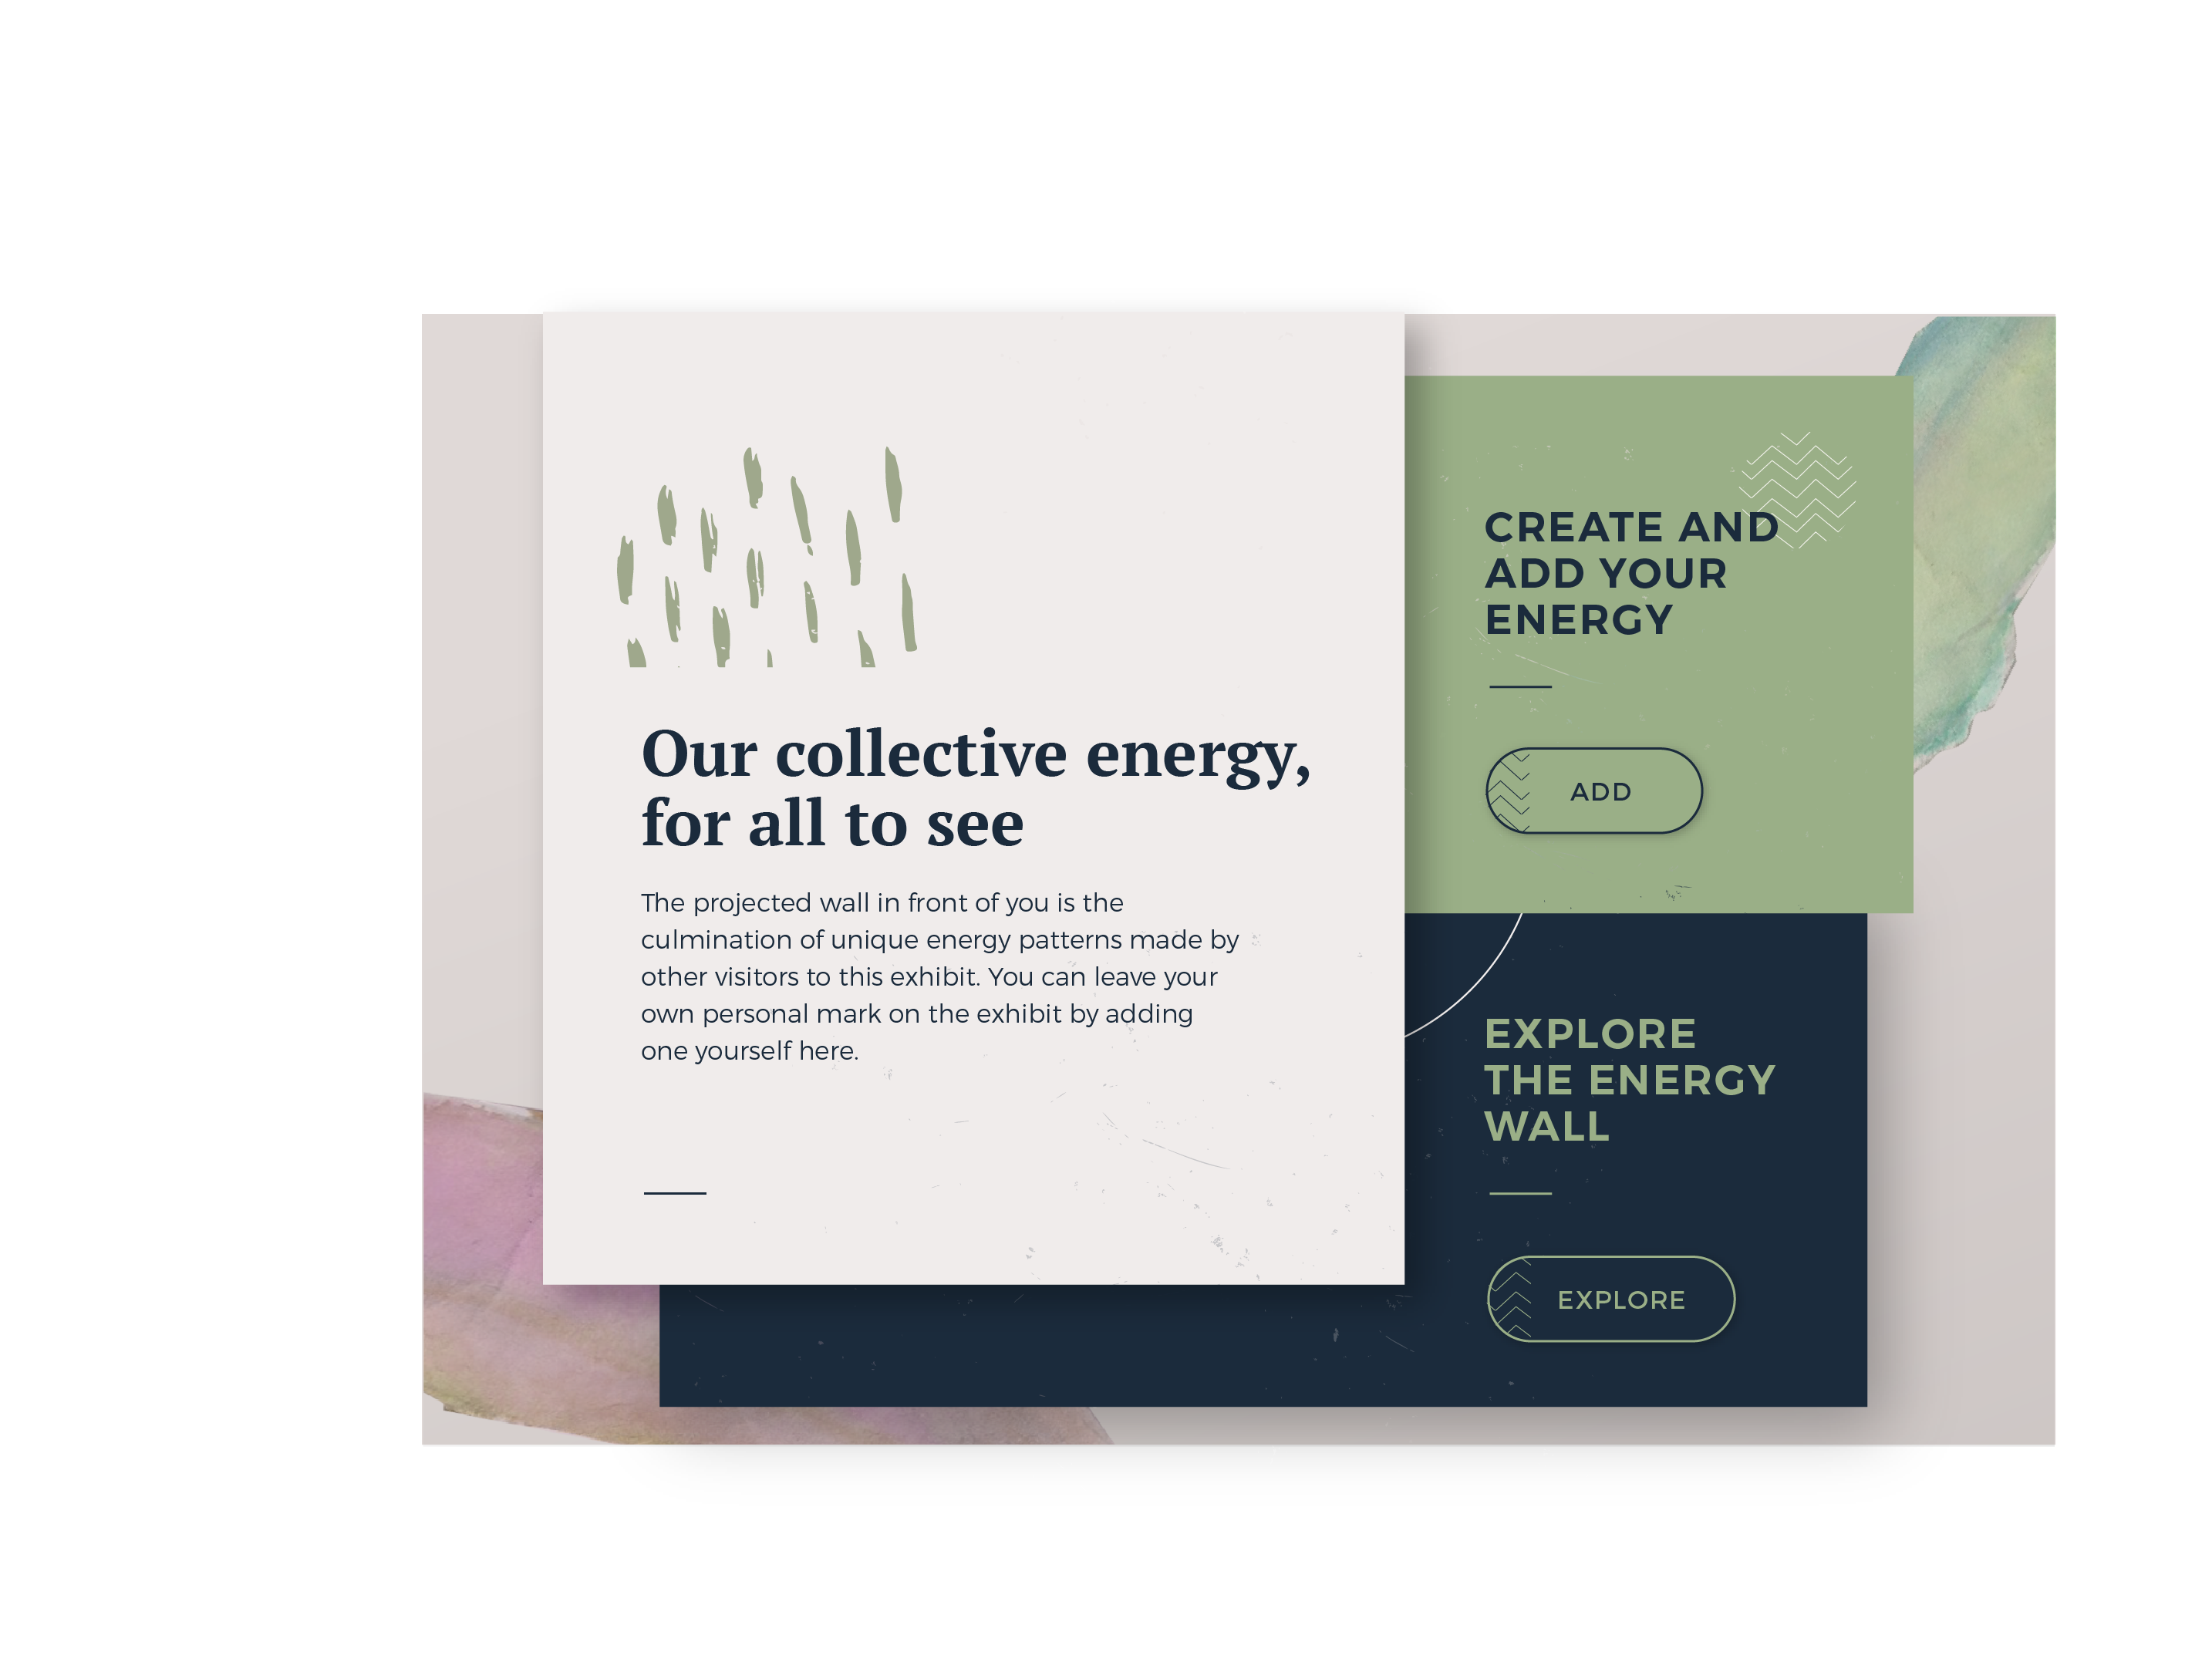 Our collective energy,
for all to see
The projected wall in front of you is the
culmination of unique energy patterns made by
other visitors to this exhibit. You can leave your
own personal mark on the exhibit by adding
one yourself here.
CREATE AND
ADD YOUR
ENERGY
ADD
EXPLORE
THE ENERGY
WALL
EXPLORE